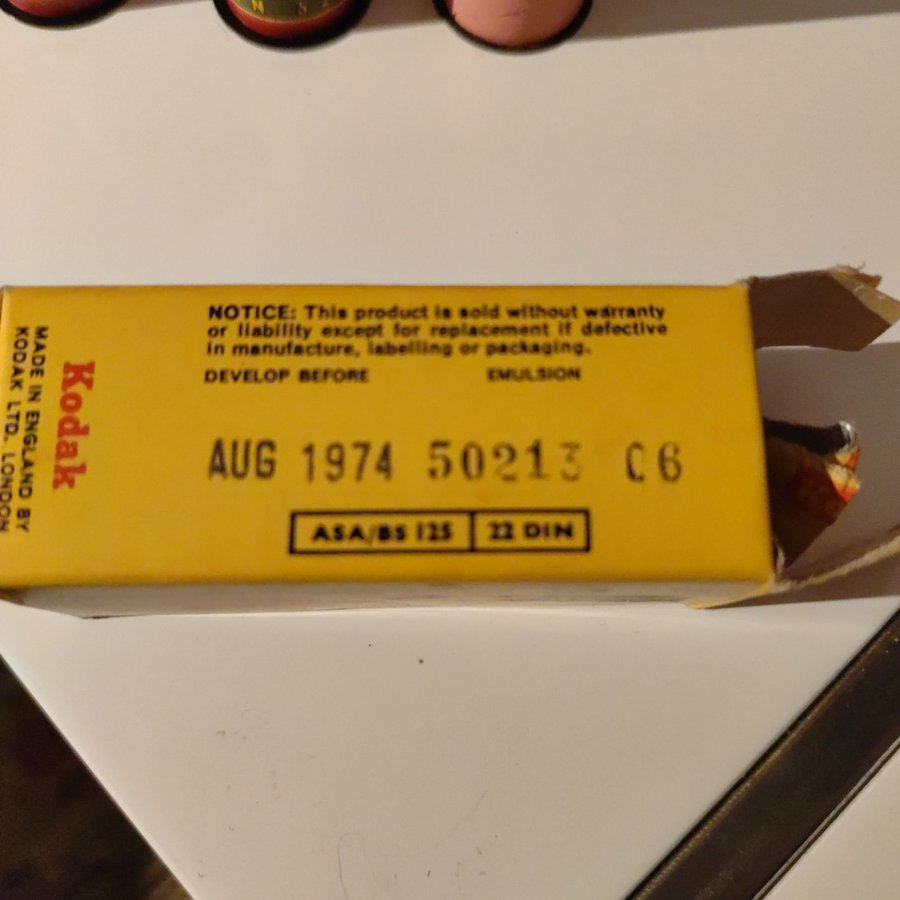 NOTICE: This product is sold without warranty
or liability except for replacement if defective
in manufacture, labelling or packaging.
DEVELOP BEFORE EMULSION
AUG 1974 50213 C6
ASA/BS 125 22 DIN
Kodak
MADE IN ENGLAND BY
KODAK LTD. LONDON